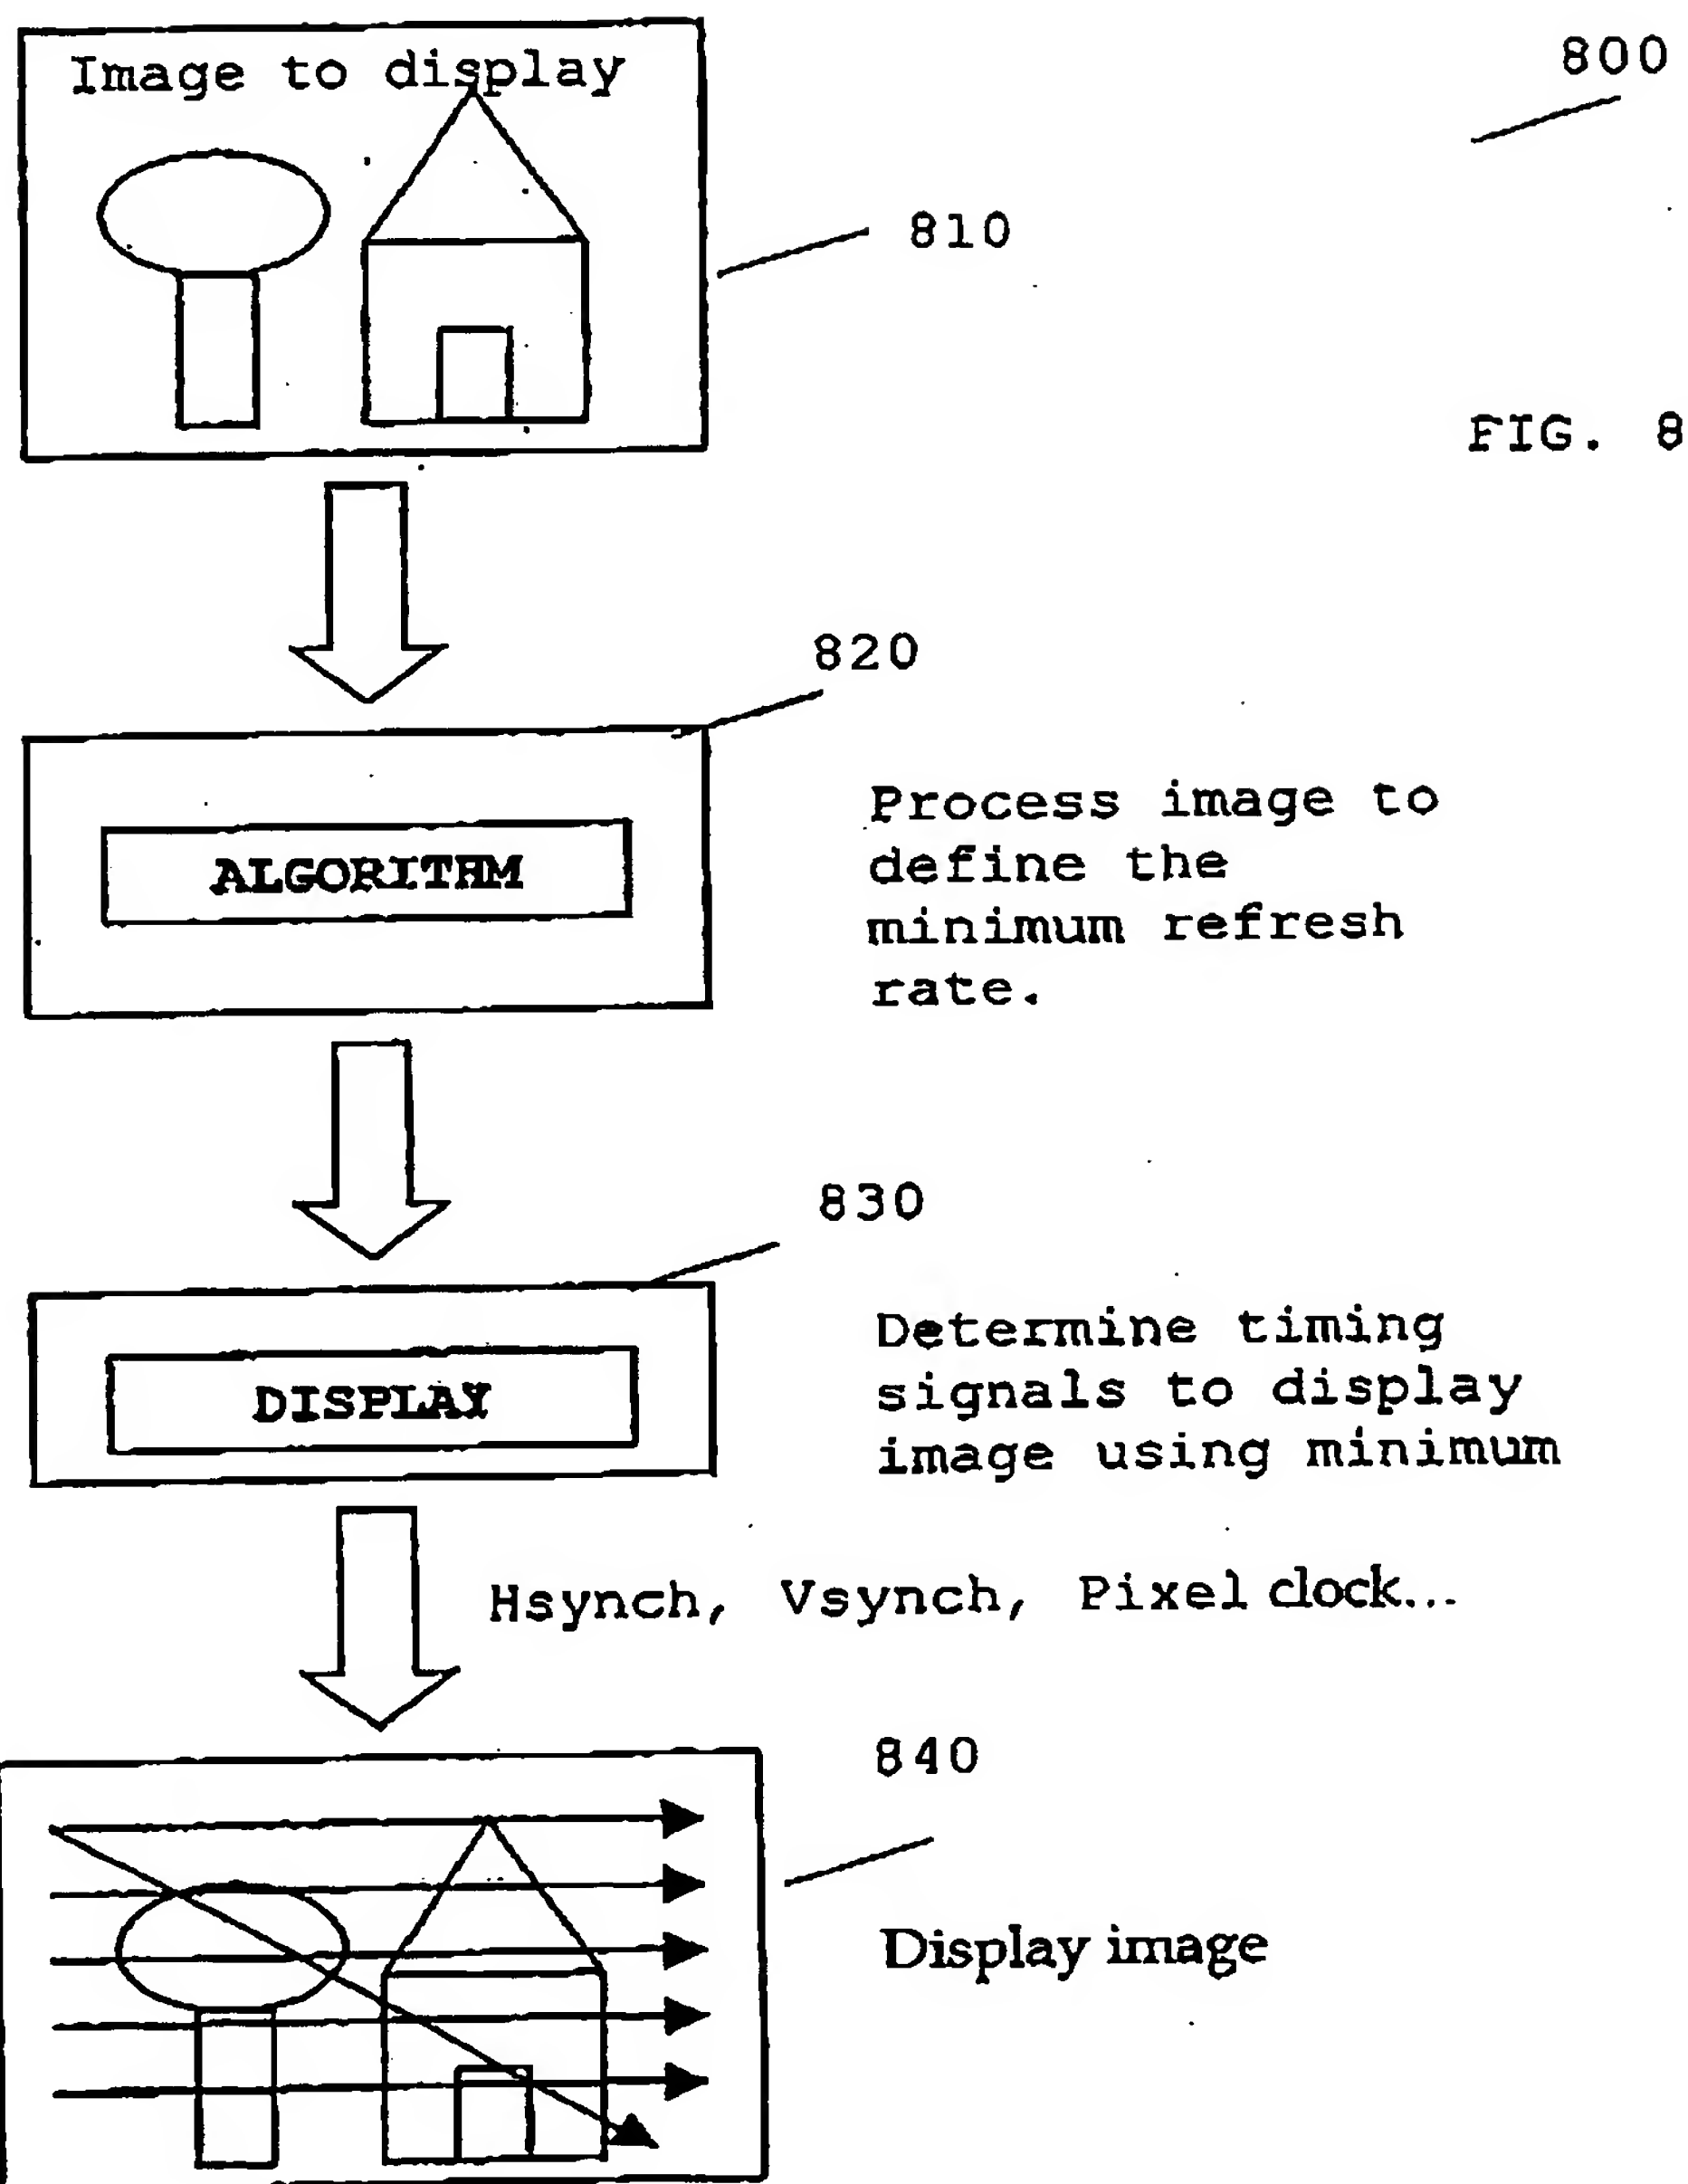 Image to display
800
810
FIG. 8
820
ALGORITHM
Process image to
define the
minimum refresh
rate.
830
DISPLAY
Determine timing
signals to display
image using minimum
Hsynch, Vsynch, Pixel clock...
840
Display image